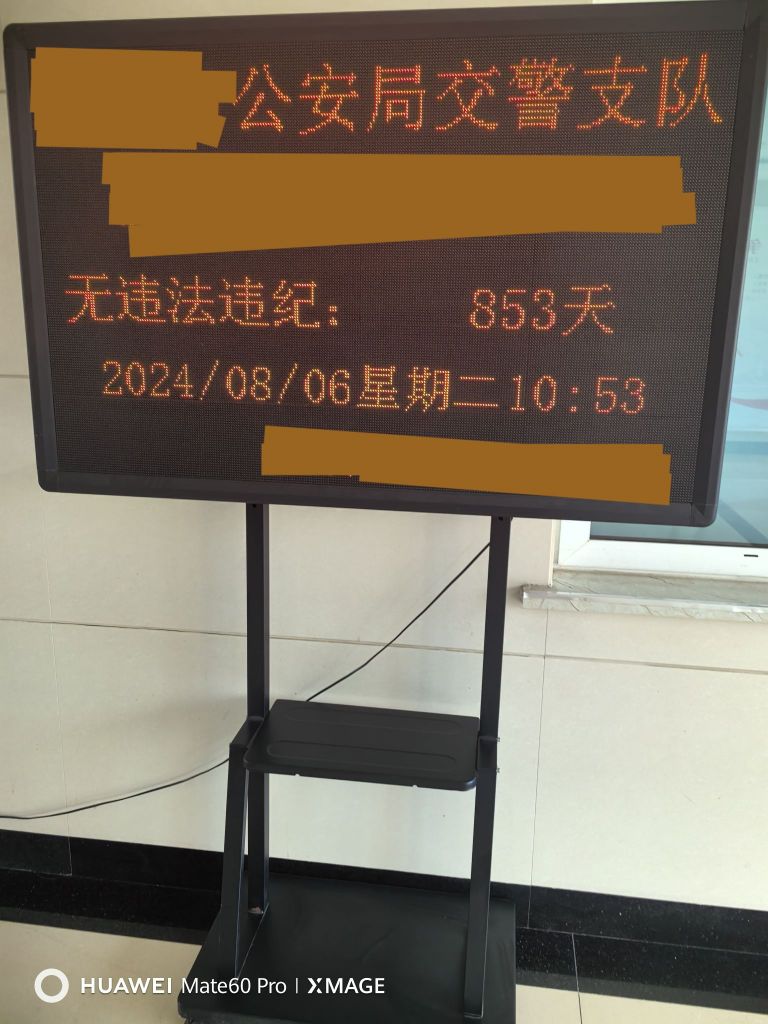 公安局交警支队
无违法违纪: 853天
2024/08/06星期二10:53
HUAWEI Mate60 Pro | XMAGE